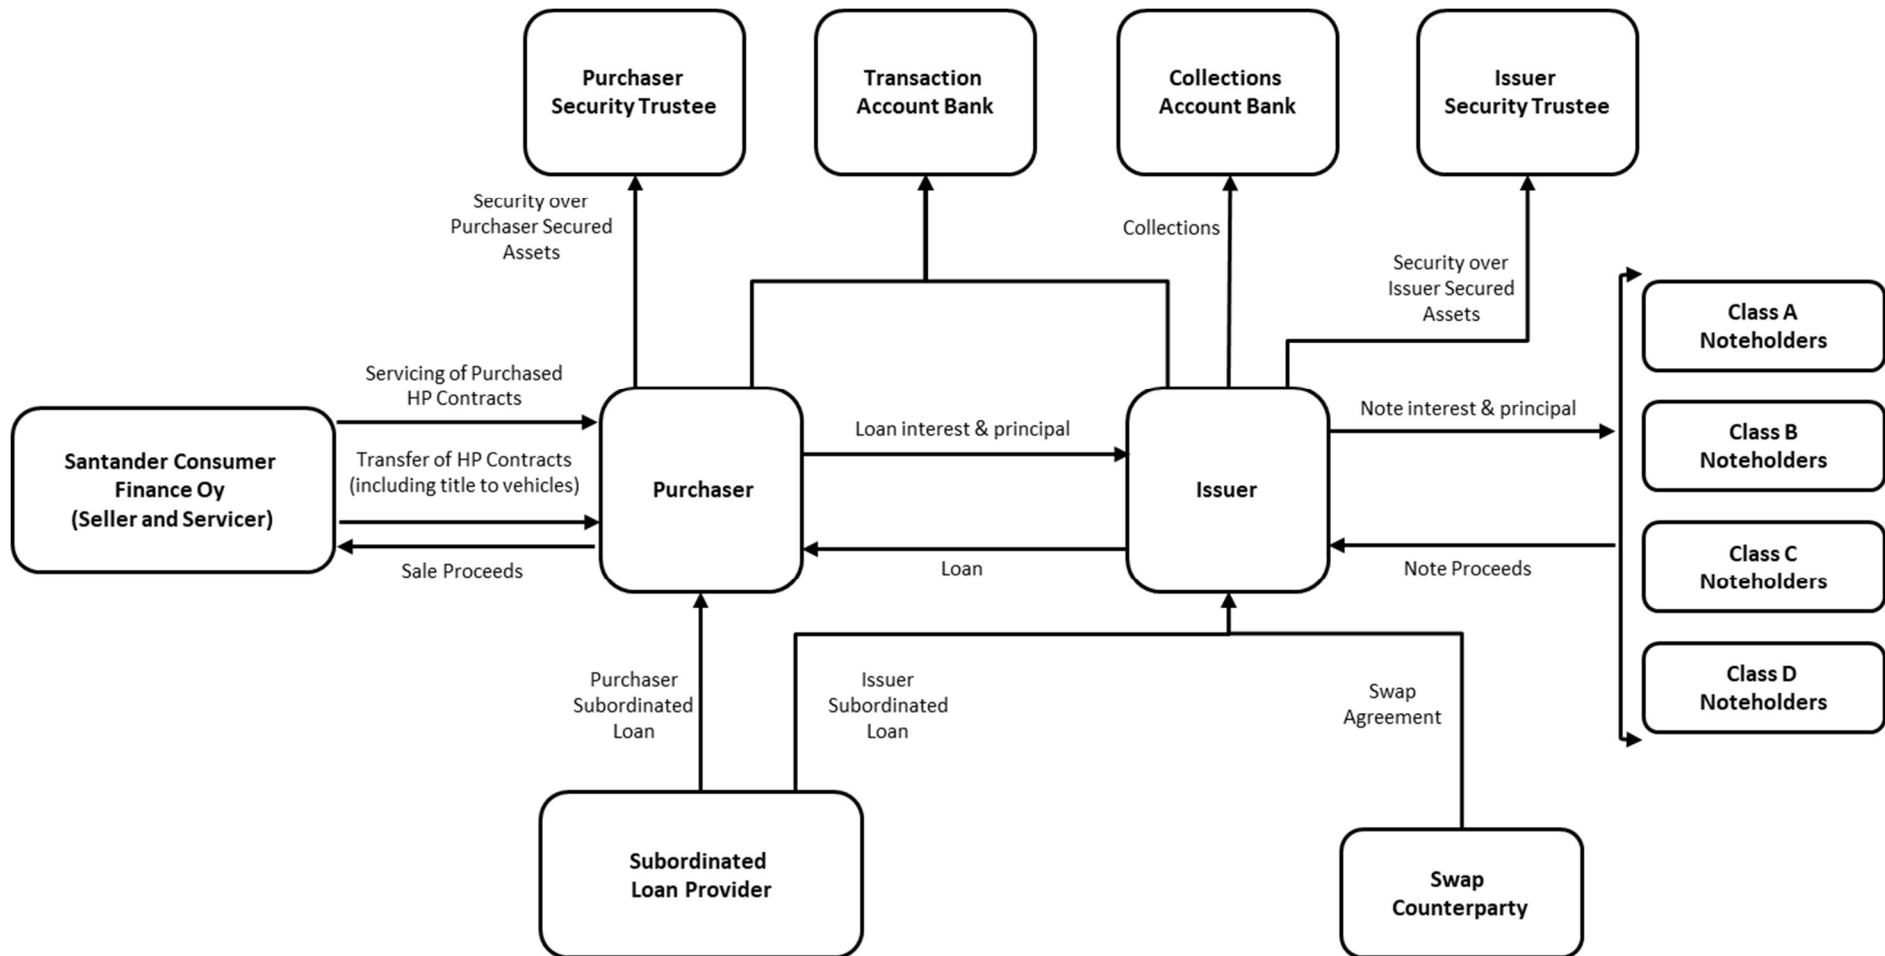 Purchaser
Security Trustee
Transaction
Account Bank
Collections
Account Bank
Issuer
Security Trustee
Security over
Purchaser Secured
Assets
Collections
Security over
Issuer Secured
Assets
Class A
Noteholders
Servicing of Purchased
HP Contracts
Loan interest & principal
Note interest & principal
Class B
Noteholders
Santander Consumer
Finance Oy
(Seller and Servicer)
Transfer of HP Contracts
(including title to vehicles)
Purchaser
Issuer
Sale Proceeds
Loan
Note Proceeds
Class C
Noteholders
Purchaser
Subordinated
Loan
Issuer
Subordinated
Loan
Swap
Agreement
Class D
Noteholders
Subordinated
Loan Provider
Swap
Counterparty